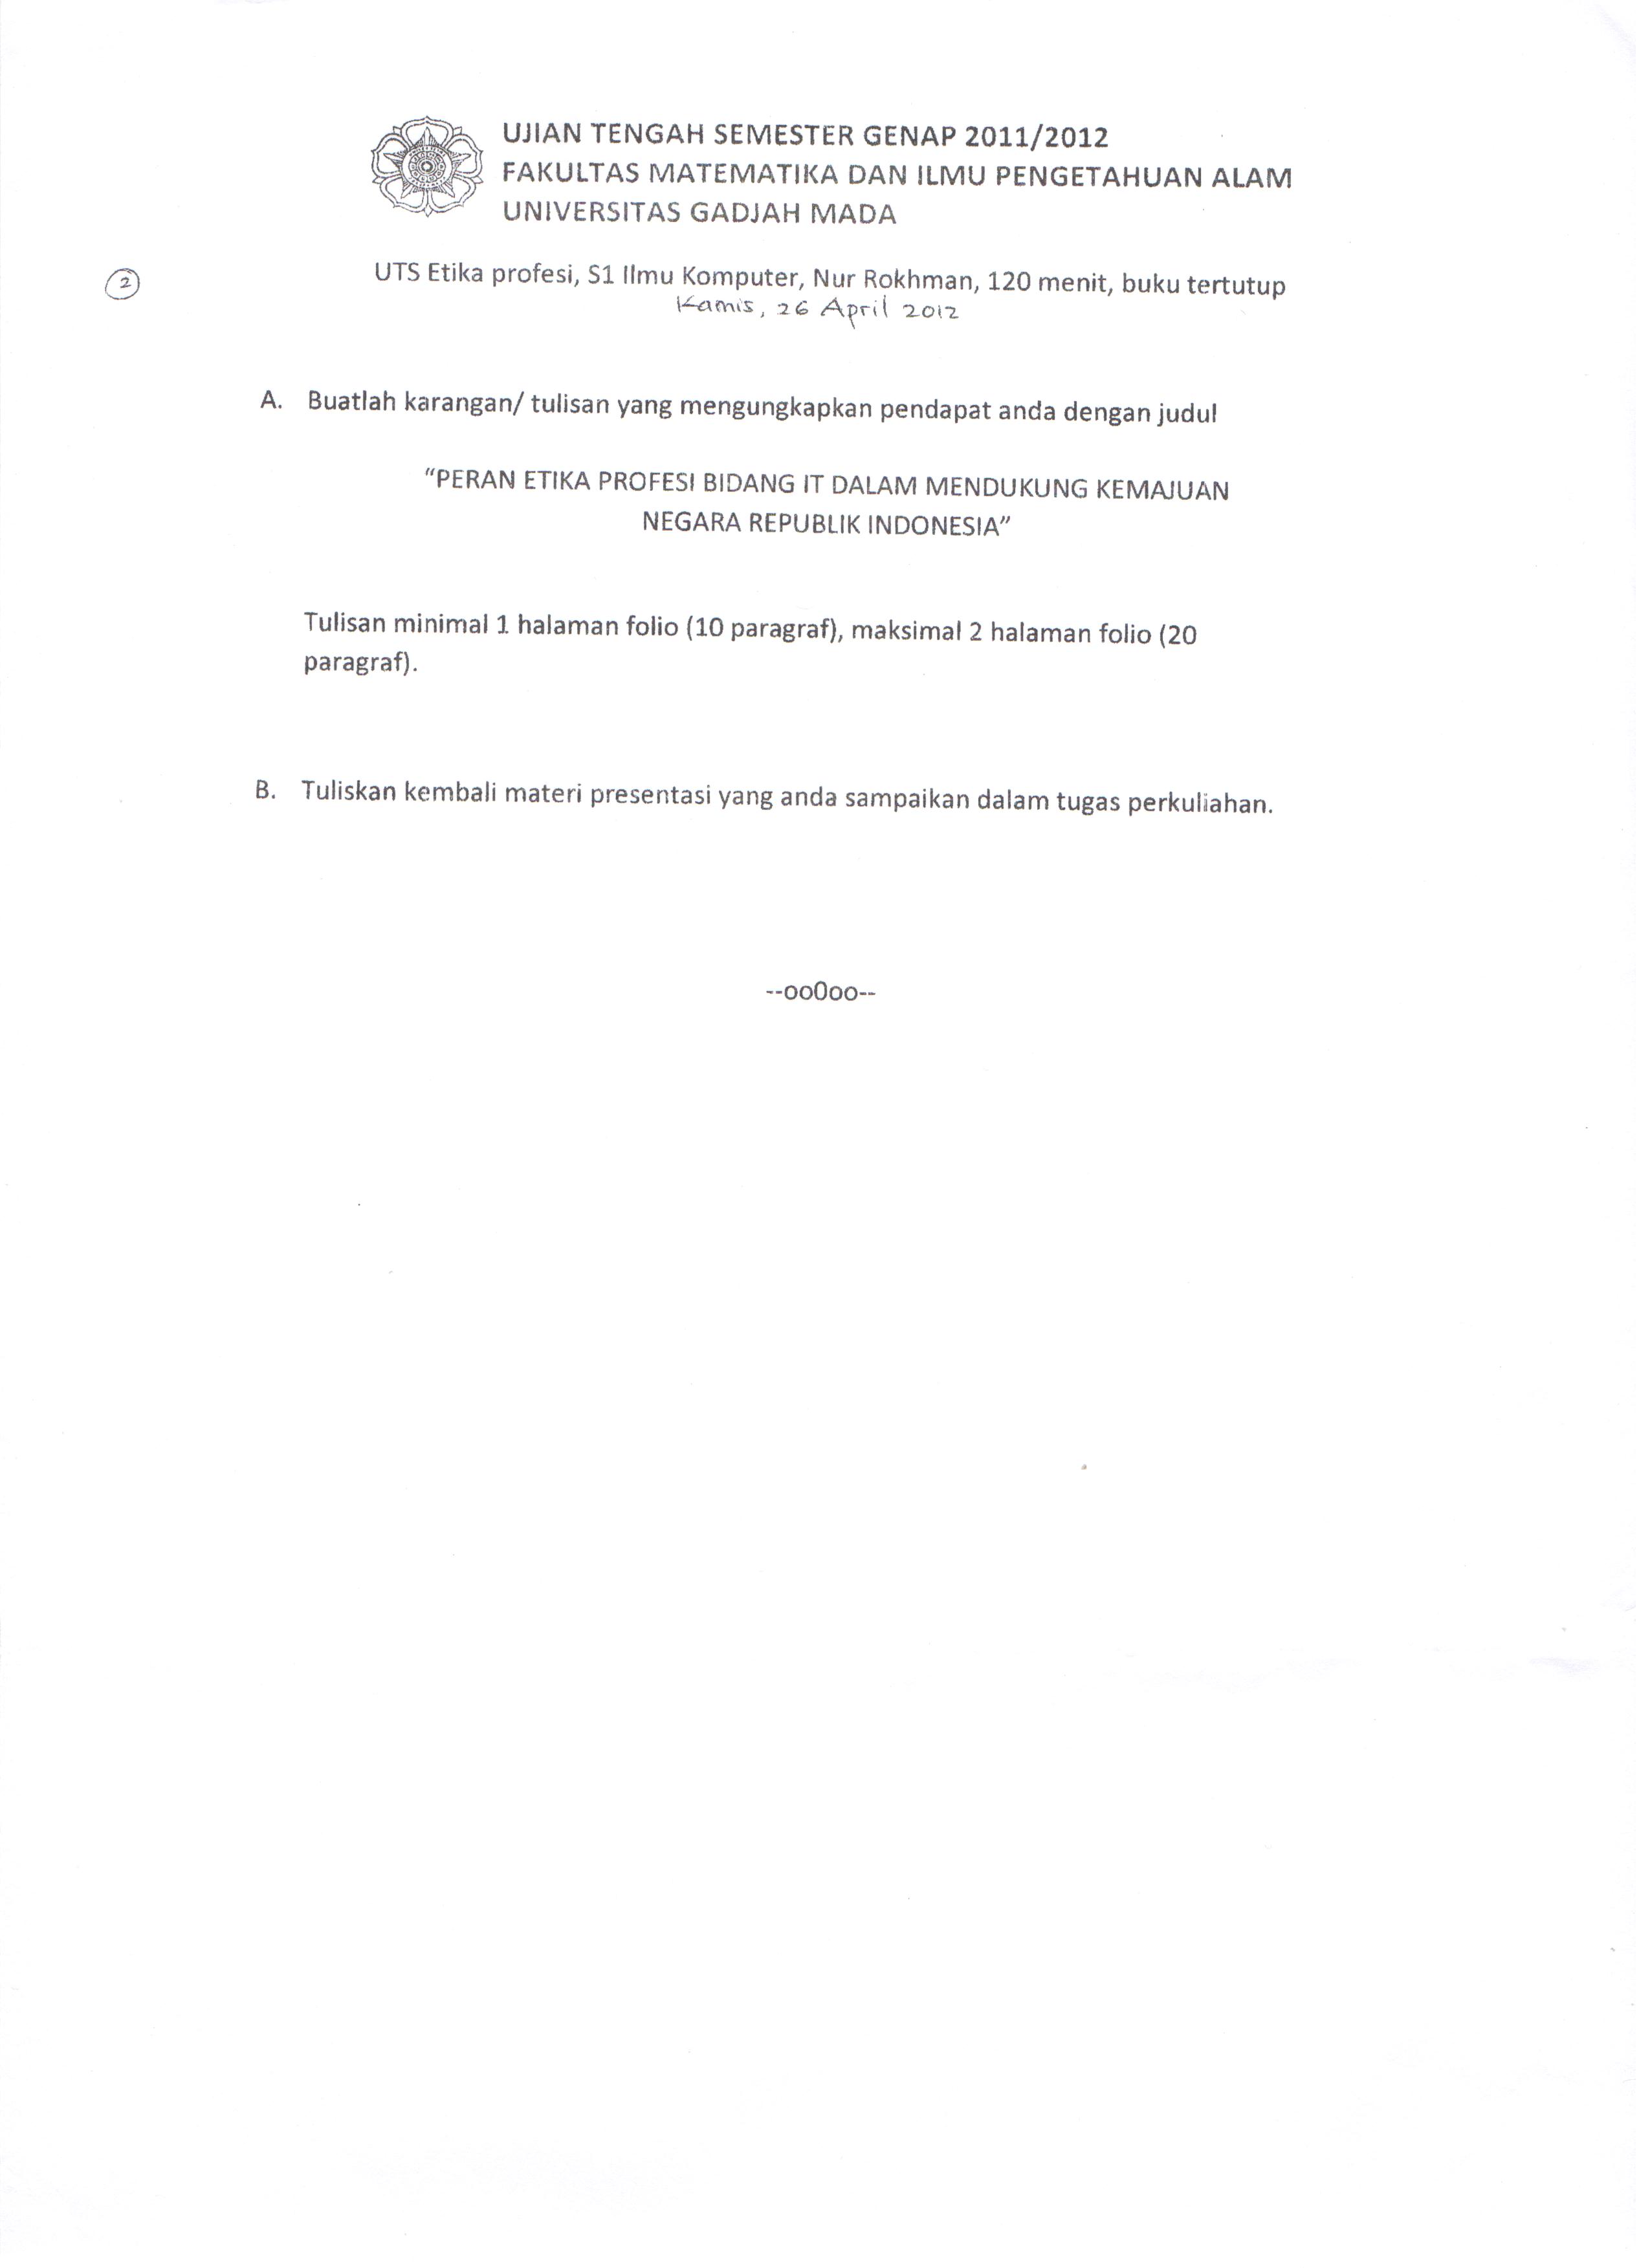 UJIAN TENGAH SEMESTER GENAP 2011/2012
FAKULTAS MATEMATIKA DAN ILMU PENGETAHUAN ALAM
UNIVERSITAS GADJAH MADA
2
UTS Etika profesi, S1 Ilmu Komputer, Nur Rokhman, 120 menit, buku tertutup
Kamis, 26 April 2012
A. Buatlah karangan/ tulisan yang mengungkapkan pendapat anda dengan judul
“PERAN ETIKA PROFESI BIDANG IT DALAM MENDUKUNG KEMAJUAN
NEGARA REPUBLIK INDONESIA”
Tulisan minimal 1 halaman folio (10 paragraf), maksimal 2 halaman folio (20
paragraf).
B. Tuliskan kembali materi presentasi yang anda sampaikan dalam tugas perkuliahan.
--oo0oo--